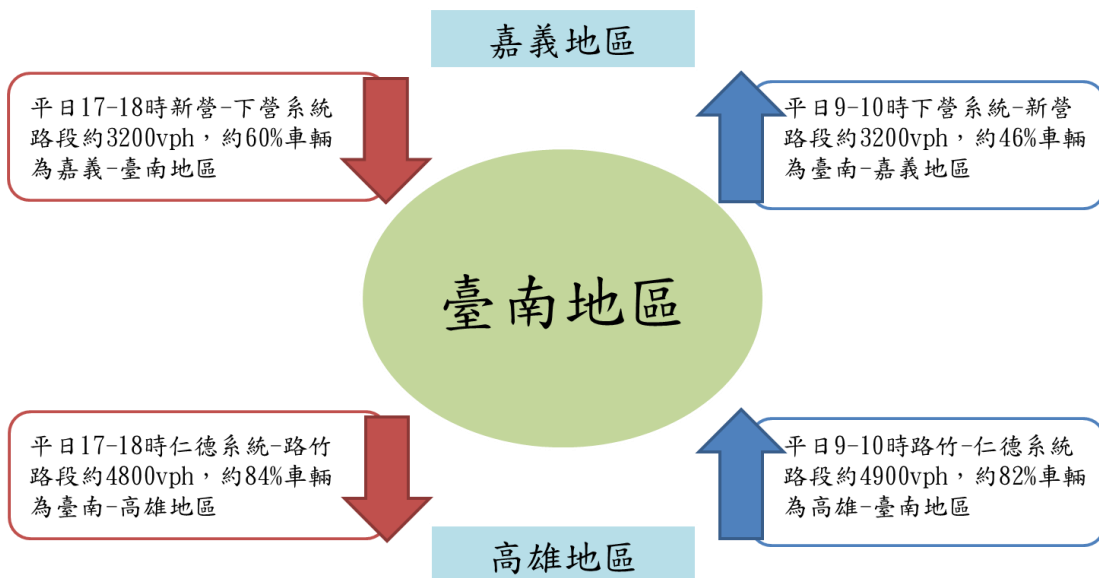 嘉義地區
平日17-18時新營-下營系統
路段約3200vph，約60%車輛
為嘉義-臺南地區
平日9-10時下營系統-新營
路段約3200vph，約46%車輛
為臺南-嘉義地區
臺南地區
平日17-18時仁德系統-路竹
路段約4800vph，約84%車輛
為臺南-高雄地區
平日9-10時路竹-仁德系統
路段約4900vph，約82%車輛
為高雄-臺南地區
高雄地區